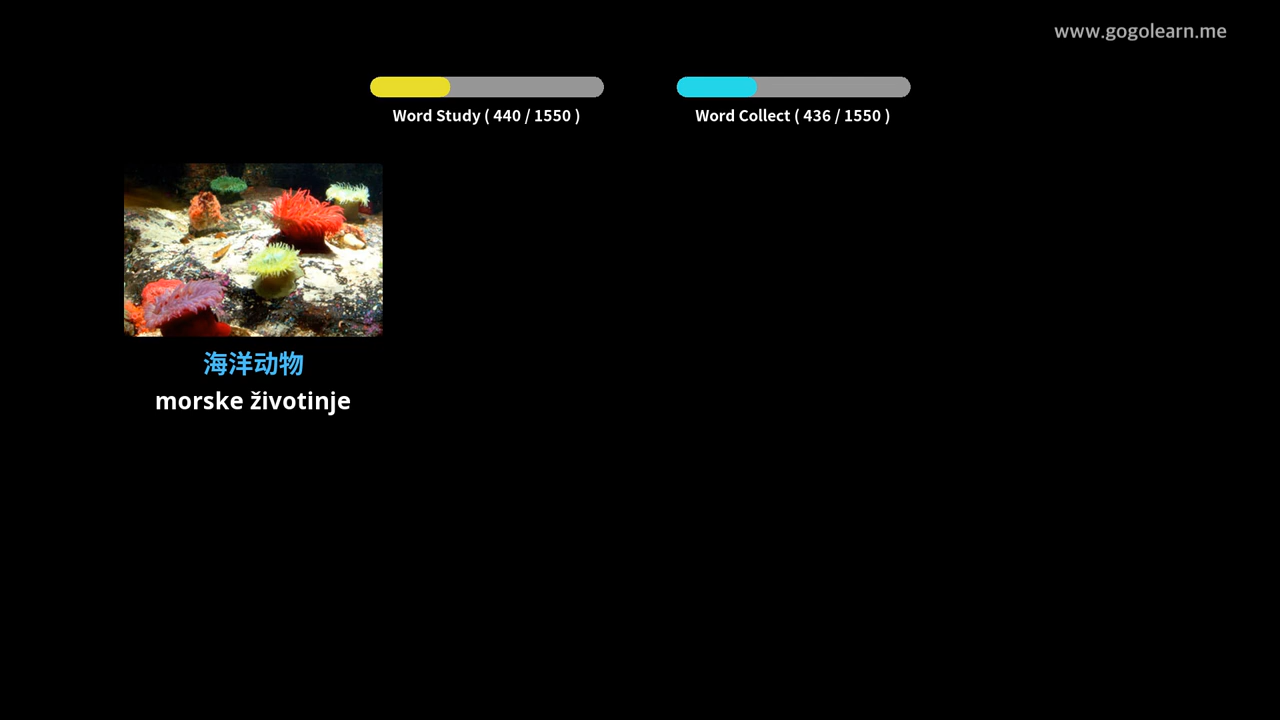 www.gogolearn.me
Word Study ( 440 / 1550 )
Word Collect ( 436 / 1550 )
海洋动物
morske životinje